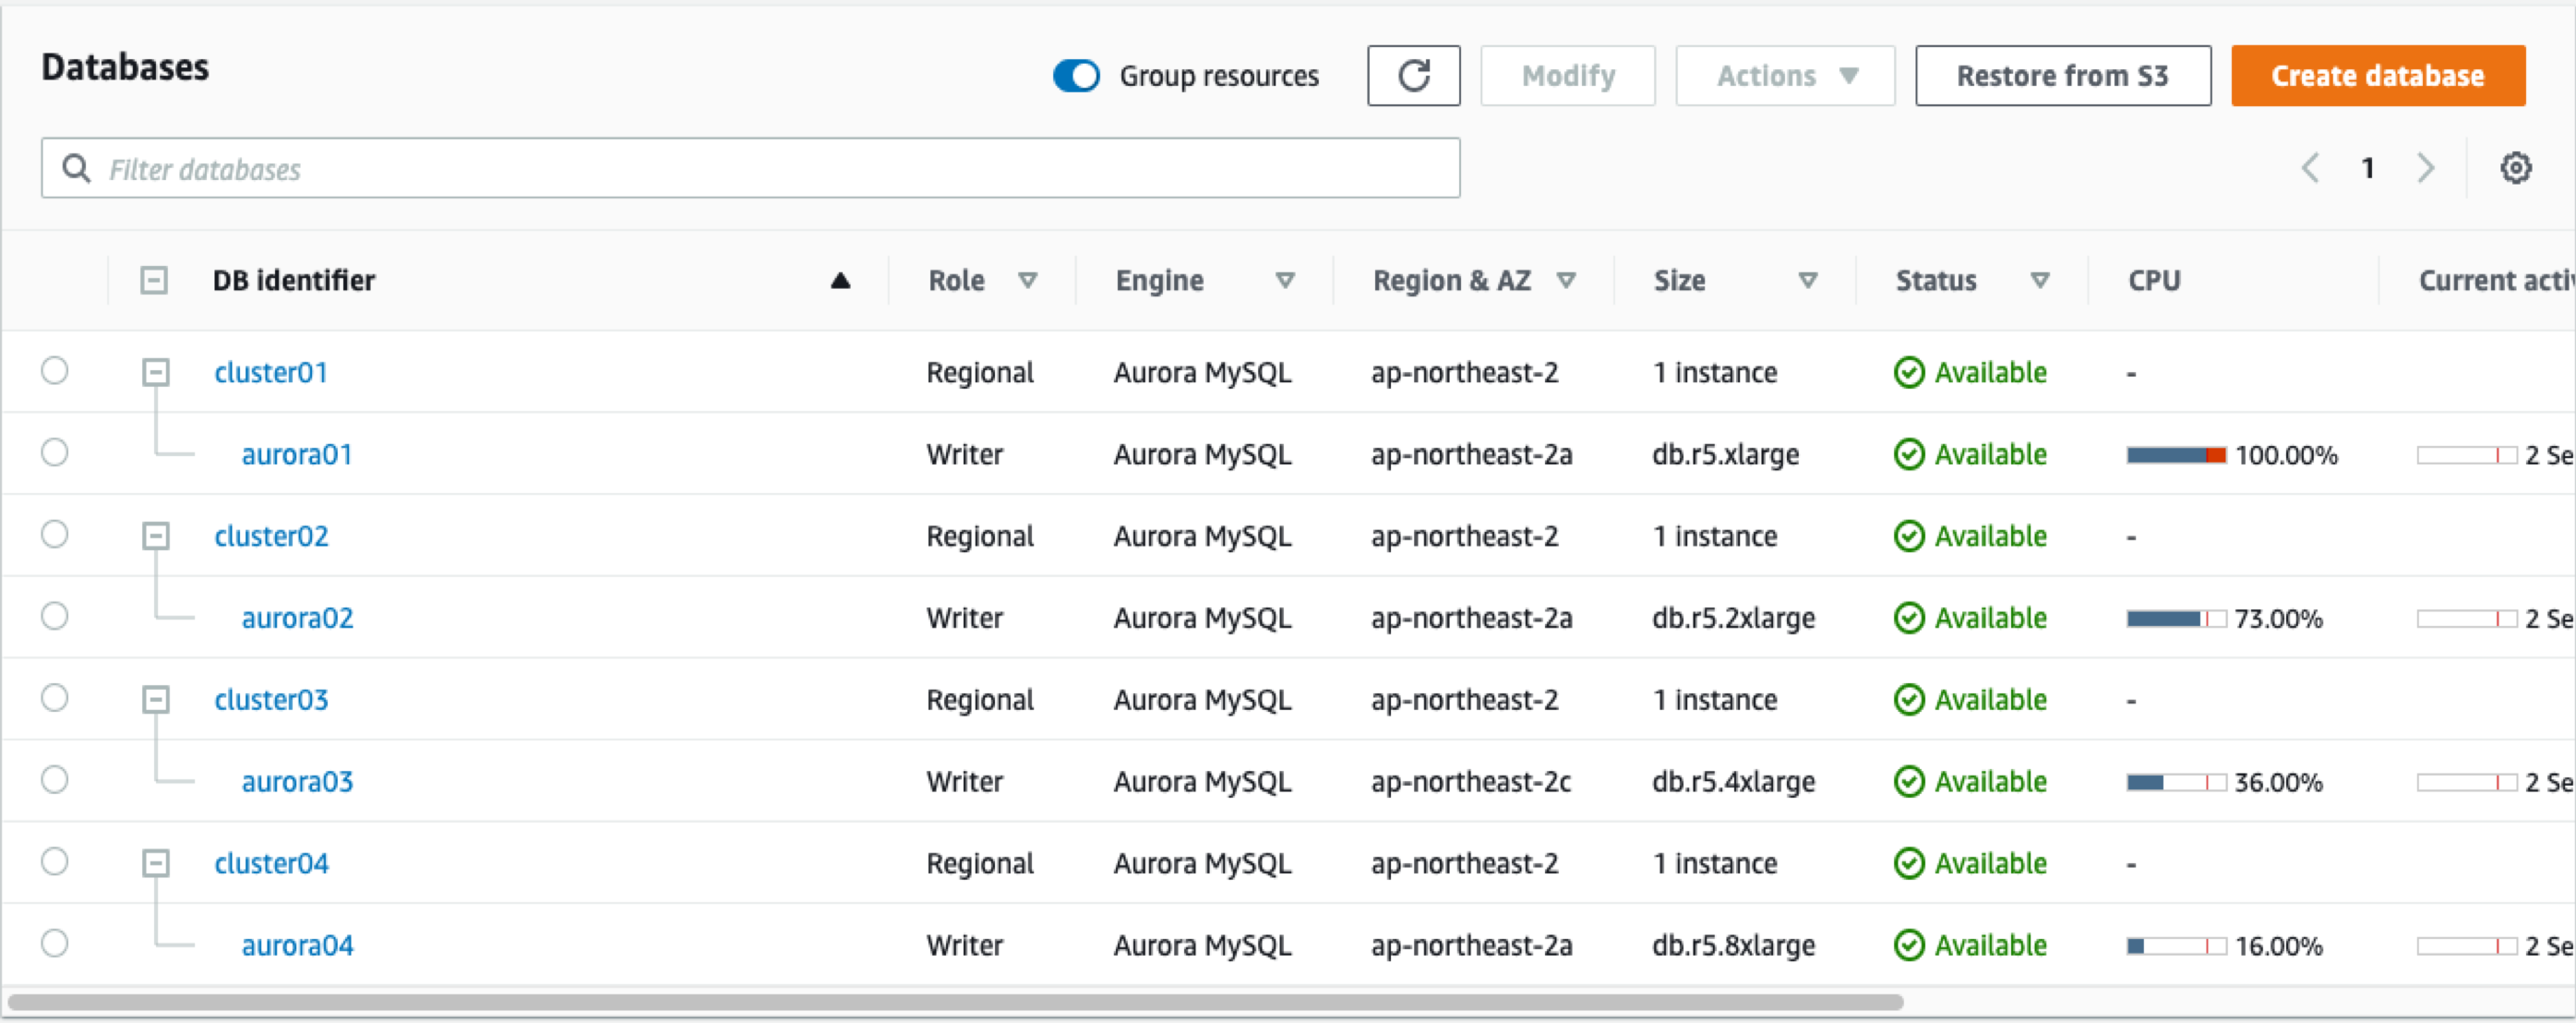 Databases
Group resources Modify Actions Restore from S3 Create database
Filter databases 1
DB identifier Role Engine Region & AZ Size Status CPU Current
cluster01 Regional Aurora MySQL ap-northeast-2 1 instance Available -
aurora01 Writer Aurora MySQL ap-northeast-2a db.r5.xlarge Available 100.00% 2
cluster02 Regional Aurora MySQL ap-northeast-2 1 instance Available -
aurora02 Writer Aurora MySQL ap-northeast-2a db.r5.2xlarge Available 73.00% 2
cluster03 Regional Aurora MySQL ap-northeast-2 1 instance Available -
aurora03 Writer Aurora MySQL ap-northeast-2c db.r5.4xlarge Available 36.00% 2
cluster04 Regional Aurora MySQL ap-northeast-2 1 instance Available -
aurora04 Writer Aurora MySQL ap-northeast-2a db.r5.8xlarge Available 16.00% 2